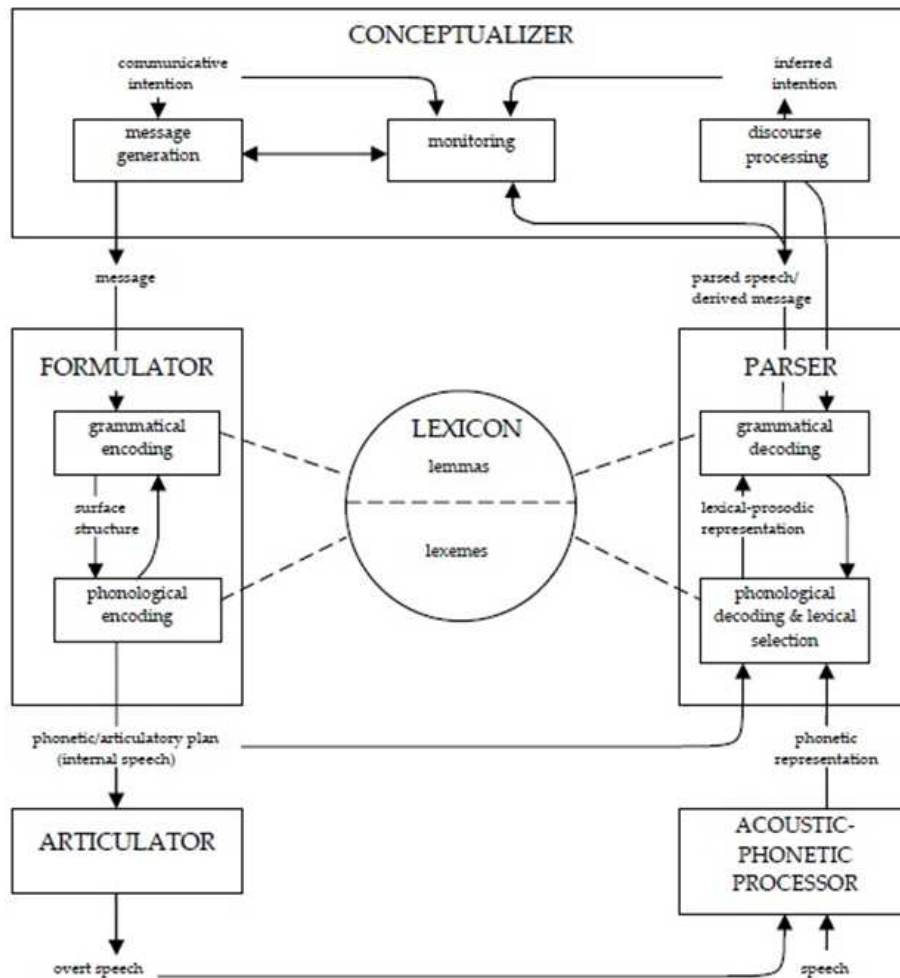 CONCEPTUALIZER
communicative
intention
inferred
intention
message
generation
monitoring
discourse
processing
message
parsed speech/
derived message
FORMULATOR
PARSER
grammatical
encoding
LEXICON
lemmas
grammatical
decoding
surface
structure
lexical-prosodic
representation
lexemes
phonological
encoding
phonological
decoding & lexical
selection
phonetic/articulatory plan
(internal speech)
phonetic
representation
ARTICULATOR
ACOUSTIC-
PHONETIC
PROCESSOR
overt speech
speech